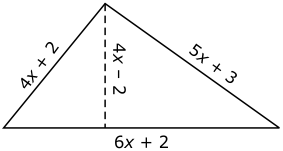 4x + 2
4x − 2
5x + 3
6x + 2